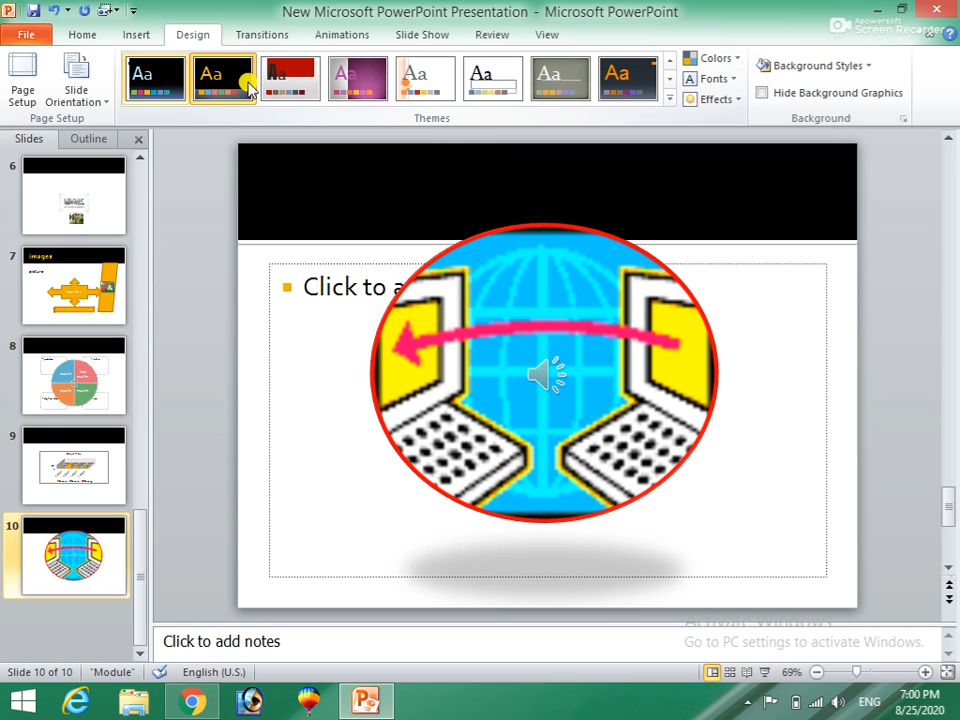 New Microsoft PowerPoint Presentation - Microsoft PowerPoint
Apowersoft
Screen Recorder
File Home Insert Design Transitions Animations Slide Show Review View
Page Setup
Slide Orientation
Aa Aa Aa Aa Aa Aa Aa Aa
Colors
Fonts
Effects
Background Styles
Hide Background Graphics
Page Setup Themes Background
Slides Outline
6
7
images
8
9
10
Click to a
Activate Windows
Go to PC settings to activate Windows.
Click to add notes
Slide 10 of 10 "Module" English (U.S.) 69%
ENG
7:00 PM
8/25/2020